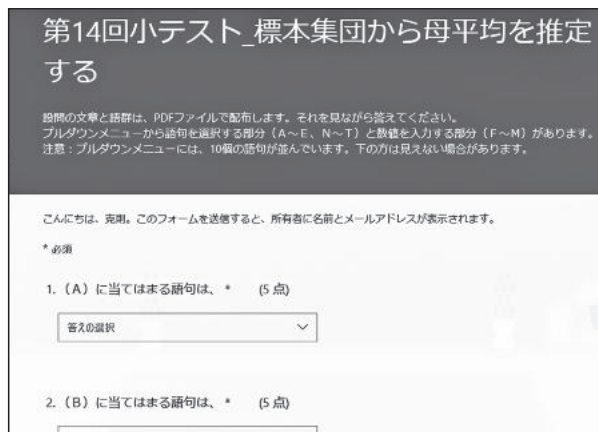 第14回小テスト_標本集団から母平均を推定
する
設問の文章と語群は、PDFファイルで配布します。それを見ながら答えてください。
プルダウンメニューから語句を選択する部分（A～E、N～T）と数値を入力する部分（F～M）があります。
注意：プルダウンメニューには、10個の語句が並んでいます。下の方は見えない場合があります。
こんにちは、克則。このフォームを送信すると、所有者に名前とメールアドレスが表示されます。
* 必須
1.（A）に当てはまる語句は、 * (5 点)
答えの選択
2.（B）に当てはまる語句は、 * (5 点)